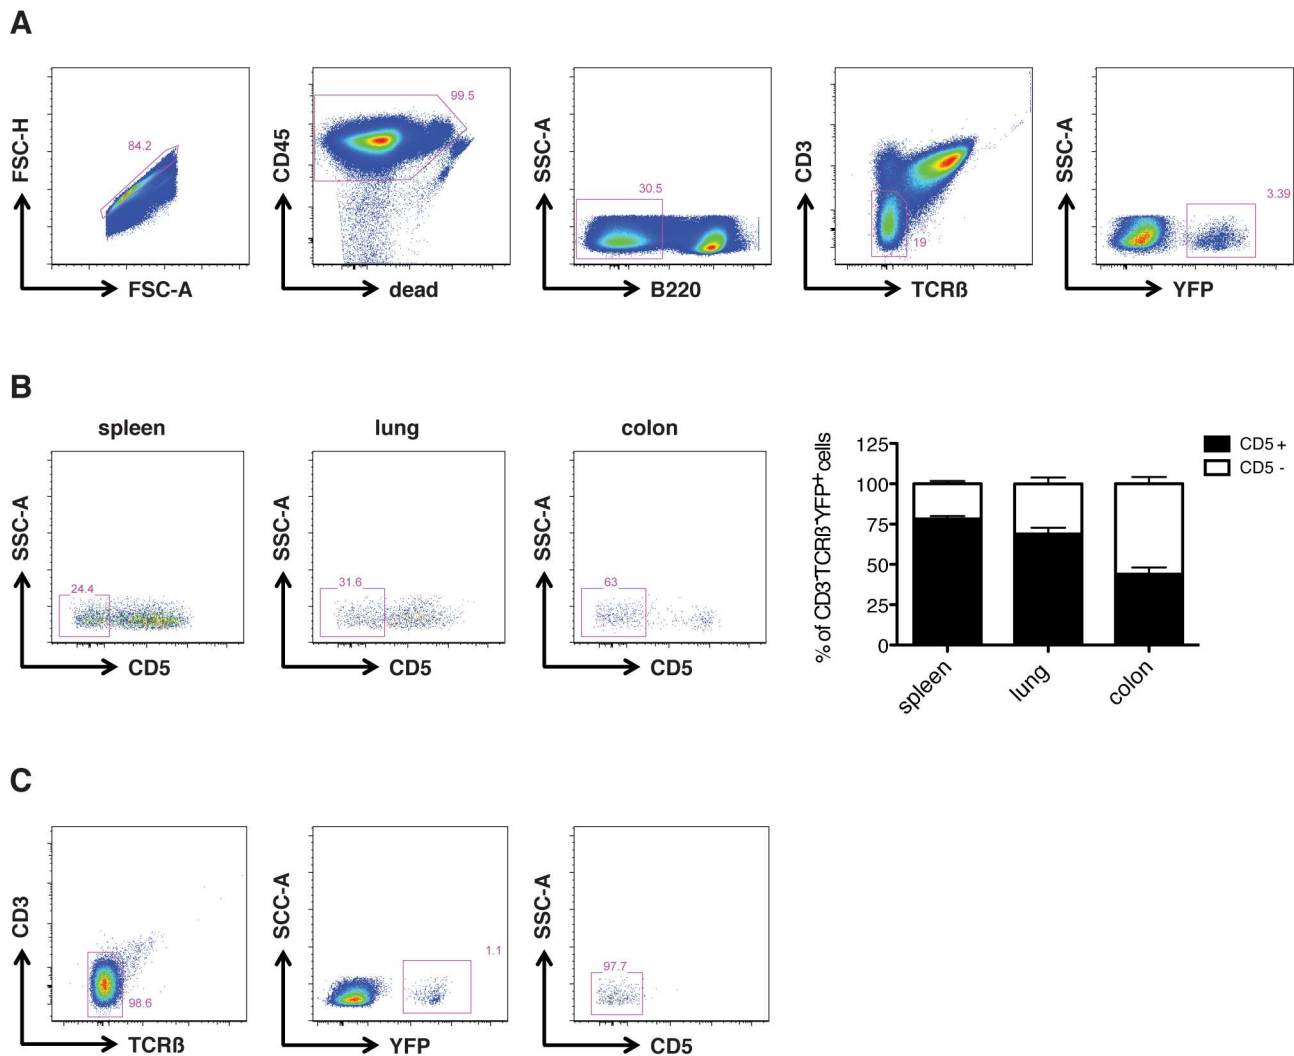 A
FSC-H
84.2
FSC-A
CD45
99.5
dead
SSC-A
30.5
B220
CD3
19
TCRß
SSC-A
3.39
YFP
B
spleen
SSC-A
24.4
CD5
lung
SSC-A
31.6
CD5
colon
SSC-A
63
CD5
% of CD3-TCRß-YFP+cells
125
100
75
50
25
0
spleen
lung
colon
CD5 +
CD5 -
C
CD3
98.6
TCRß
SCC-A
1.1
YFP
SSC-A
97.7
CD5